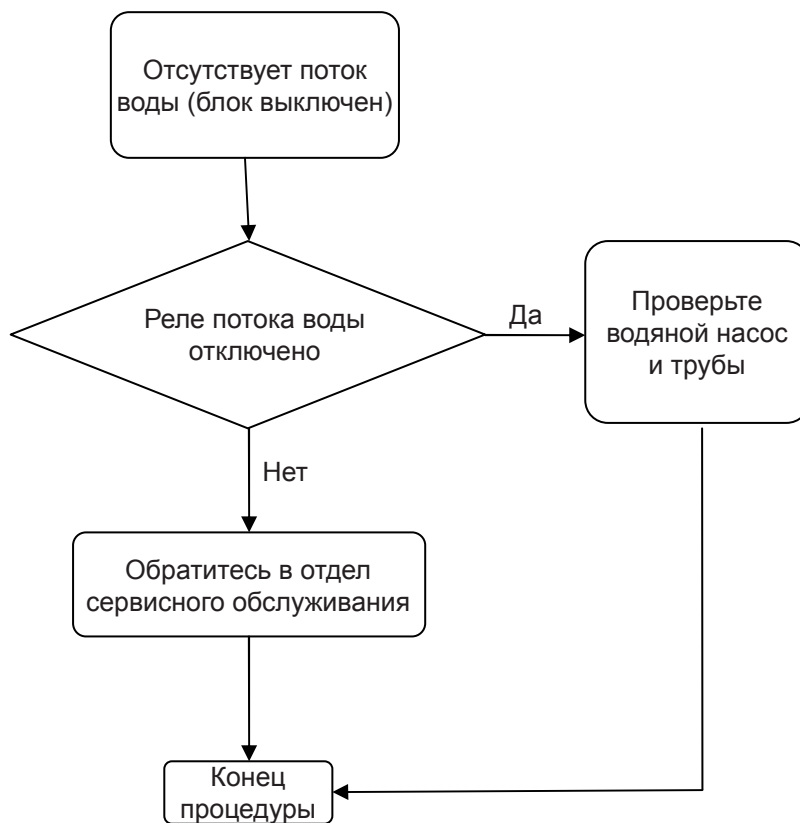 Отсутствует поток
воды (блок выключен)
Реле потока воды
отключено
Да
Проверьте
водяной насос
и трубы
Нет
Обратитесь в отдел
сервисного обслуживания
Конец
процедуры